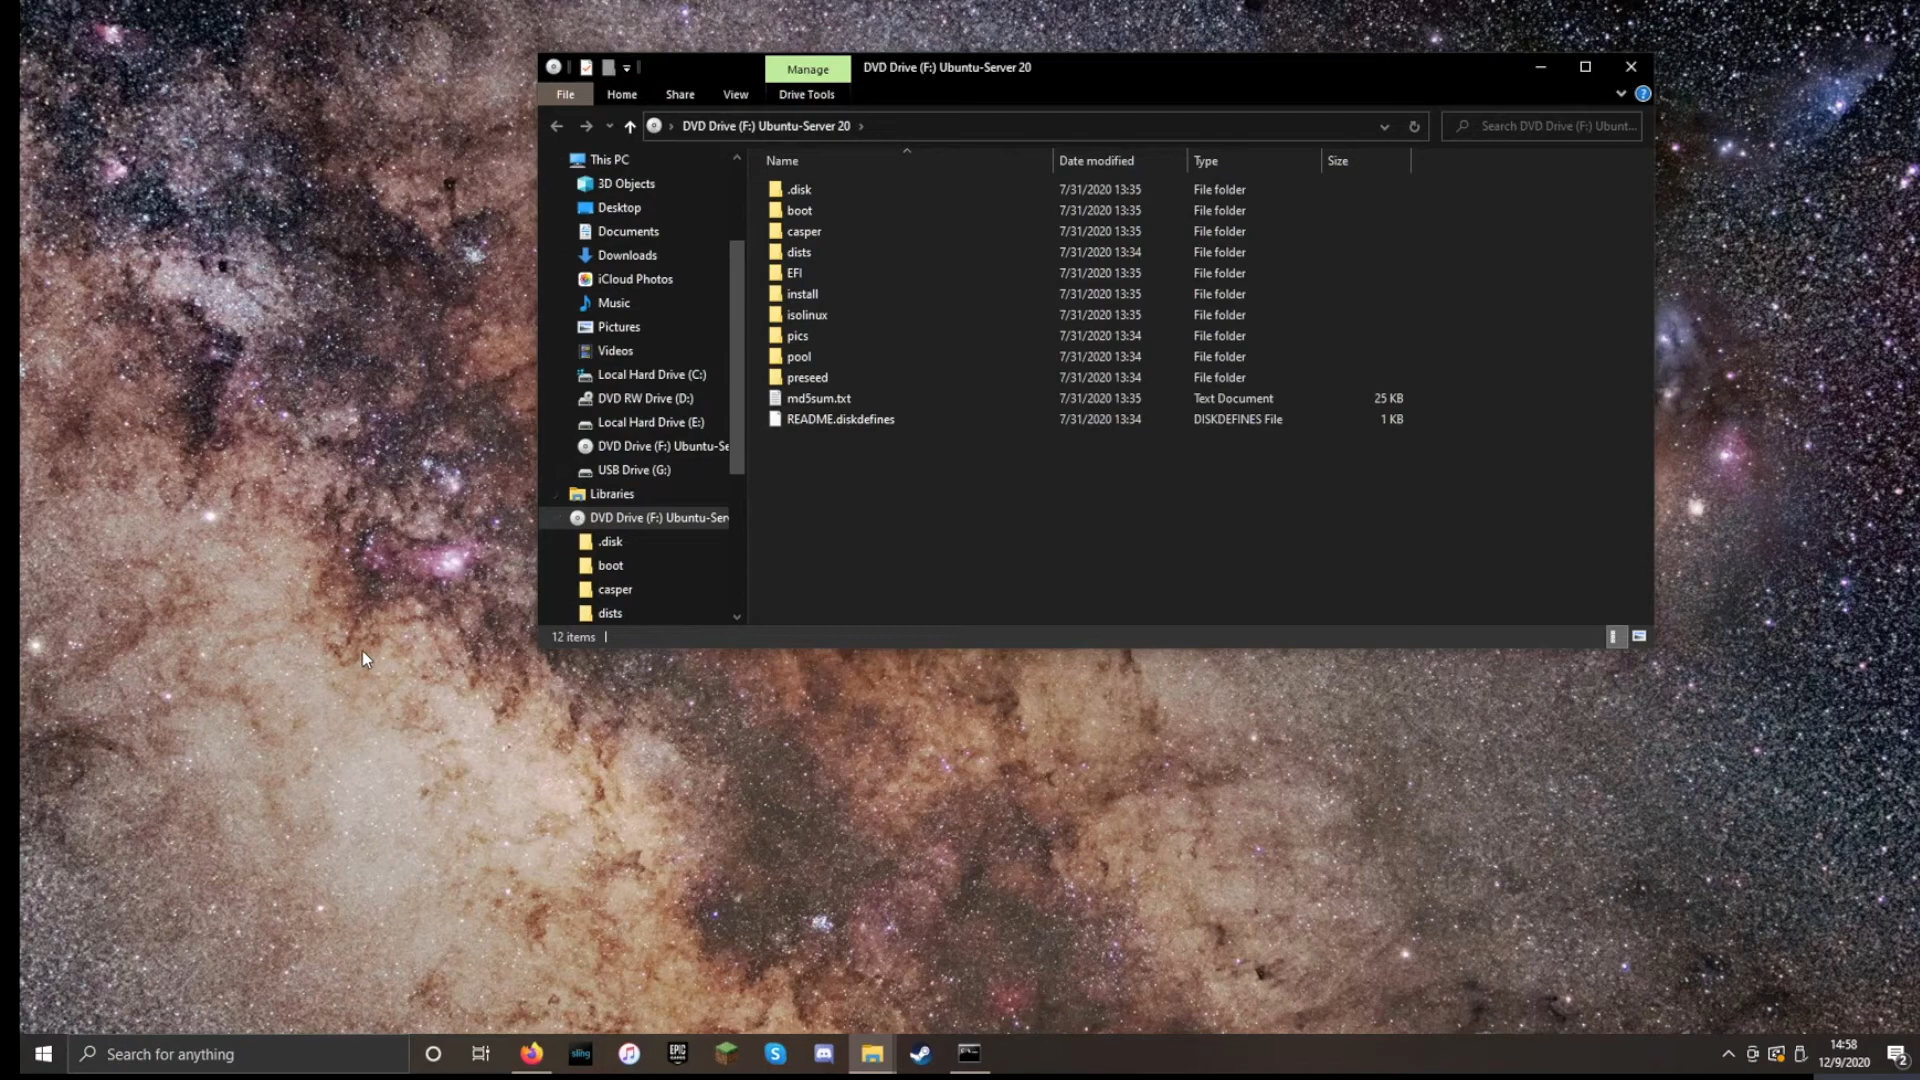 Manage
DVD Drive (F:) Ubuntu-Server 20
File
Home
Share
View
Drive Tools
DVD Drive (F:) Ubuntu-Server 20
Search DVD Drive (F:) Ubunt...
This PC
3D Objects
Desktop
Documents
Downloads
iCloud Photos
Music
Pictures
Videos
Local Hard Drive (C:)
DVD RW Drive (D:)
Local Hard Drive (E:)
DVD Drive (F:) Ubuntu-Se
USB Drive (G:)
Libraries
DVD Drive (F:) Ubuntu-Ser
.disk
boot
casper
dists
Name Date modified Type Size
.disk 7/31/2020 13:35 File folder
boot 7/31/2020 13:35 File folder
casper 7/31/2020 13:35 File folder
dists 7/31/2020 13:34 File folder
EFI 7/31/2020 13:35 File folder
install 7/31/2020 13:35 File folder
isolinux 7/31/2020 13:35 File folder
pics 7/31/2020 13:34 File folder
pool 7/31/2020 13:34 File folder
preseed 7/31/2020 13:34 File folder
md5sum.txt 7/31/2020 13:35 Text Document 25 KB
README.diskdefines 7/31/2020 13:34 DISKDEFINES File 1 KB
12 items
Search for anything
sling
EPIC
GAMES
14:58
12/9/2020
2